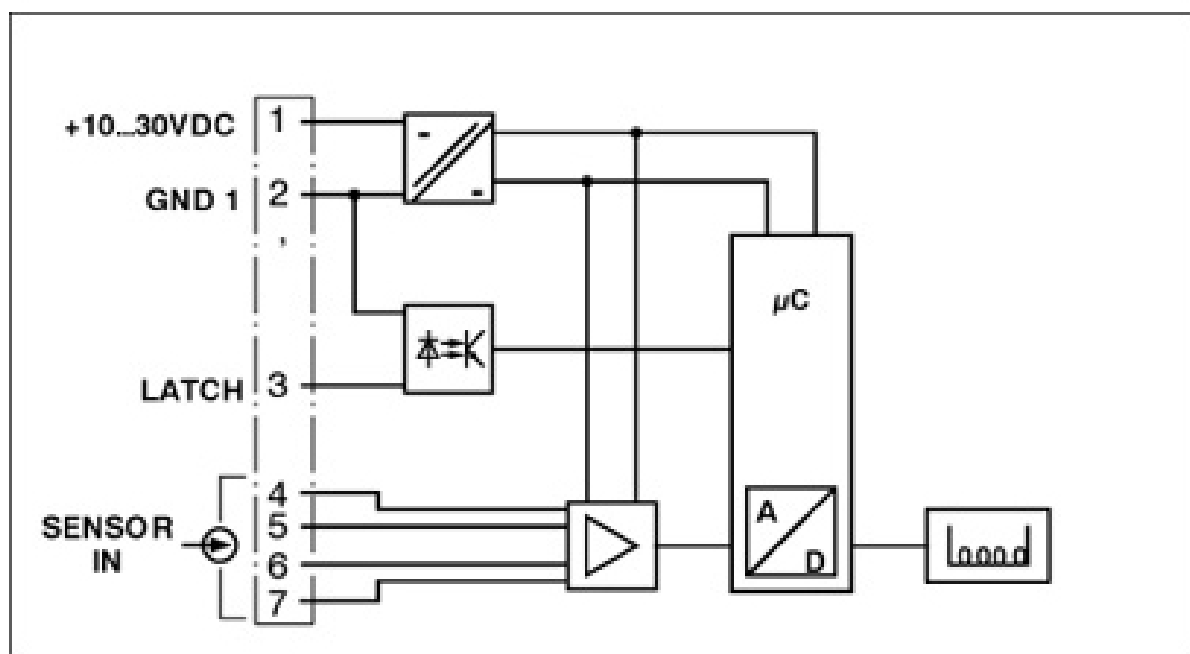 +10...30VDC
1
GND 1
2
LATCH
3
SENSOR
IN
4
5
6
7
µC
A
D